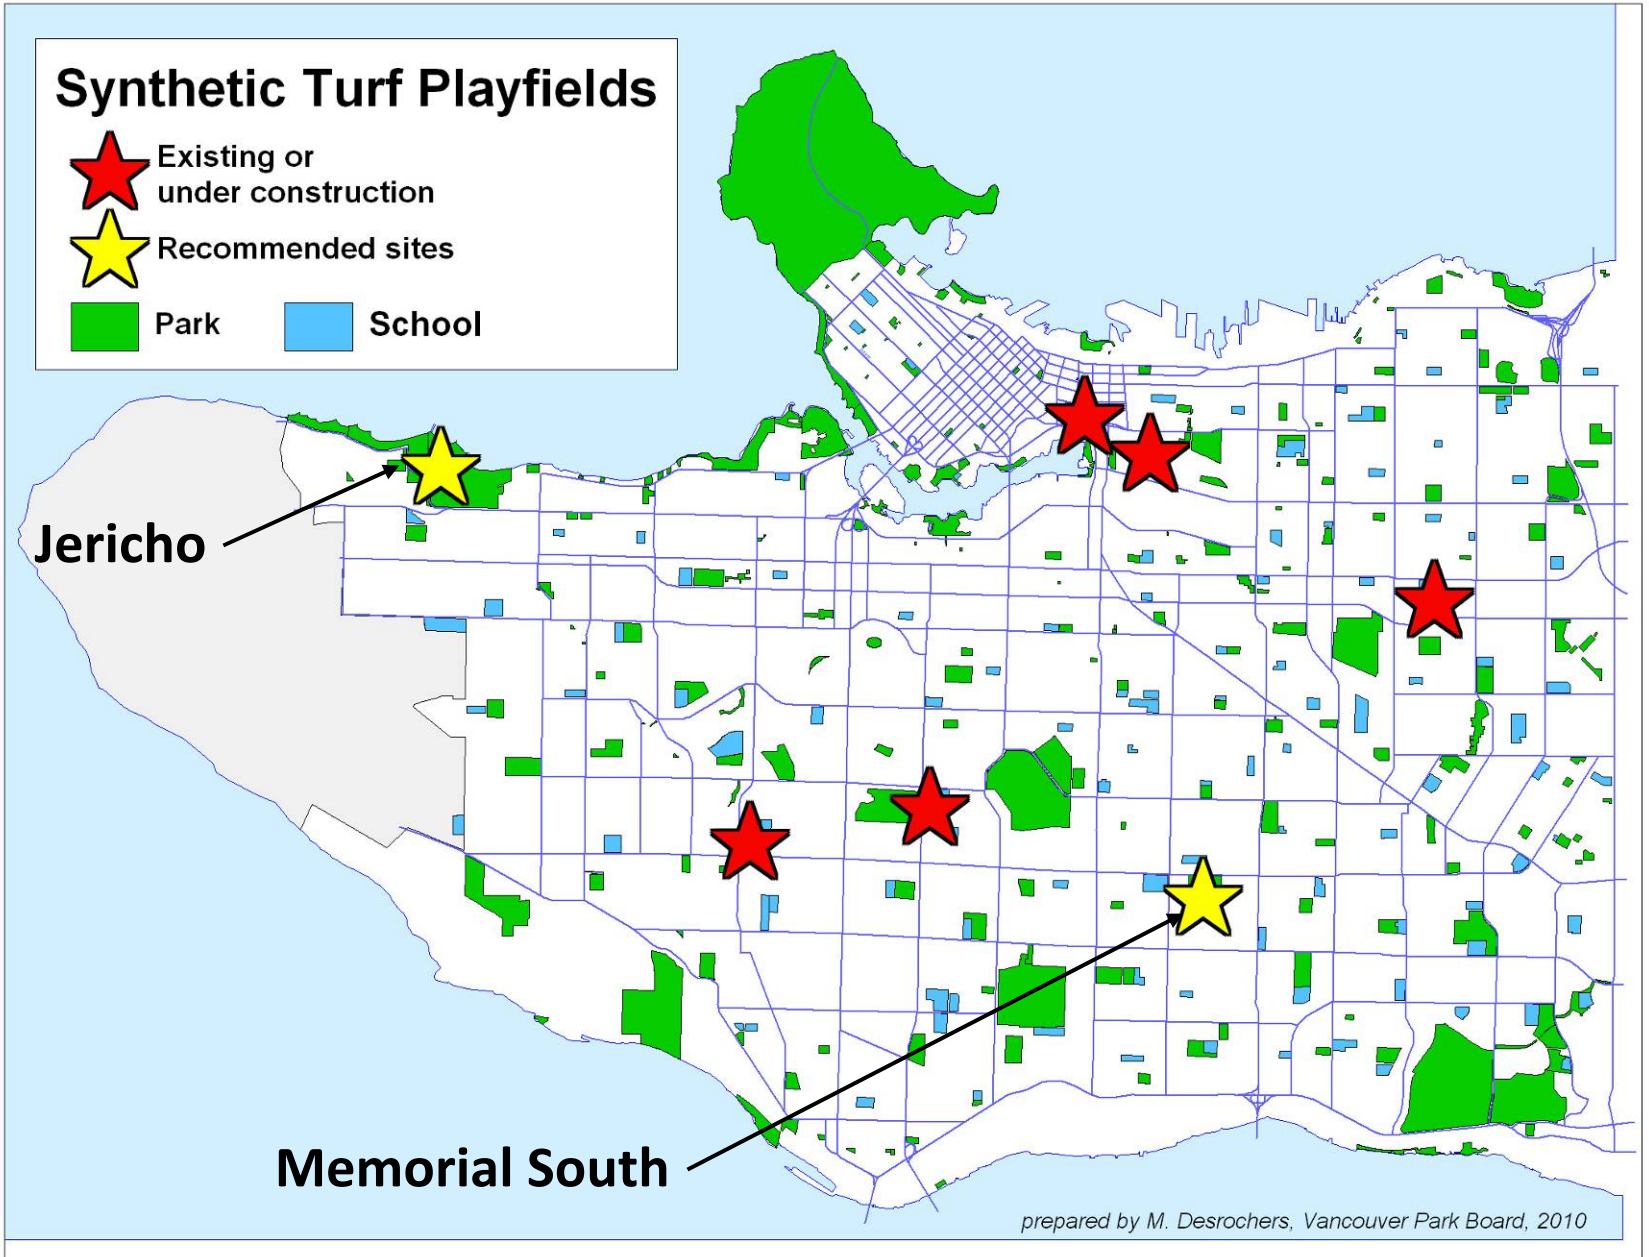 Synthetic Turf Playfields
Existing or
under construction
Recommended sites
Park
School
Jericho
Memorial South
prepared by M. Desrochers, Vancouver Park Board, 2010